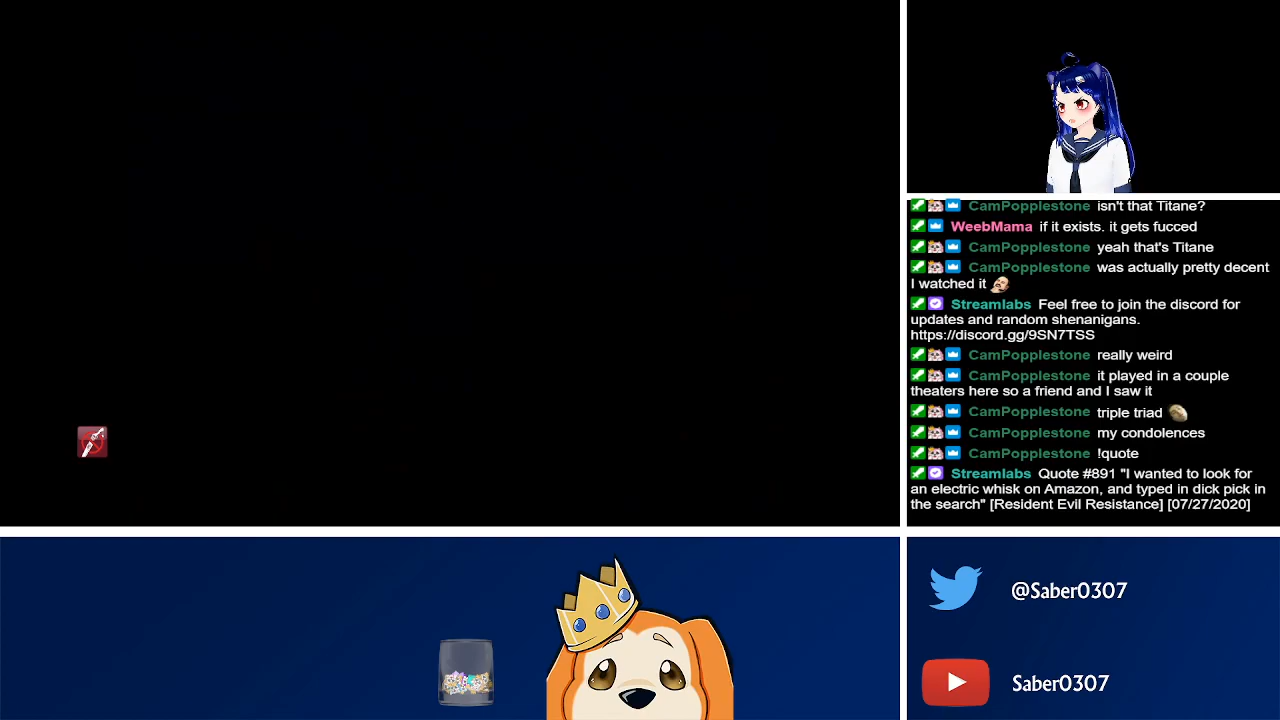 CamPopplestone isn't that Titane?
WeebMama if it exists. it gets fucced
CamPopplestone yeah that's Titane
CamPopplestone was actually pretty decent
I watched it
Streamlabs Feel free to join the discord for
updates and random shenanigans.
https://discord.gg/9SN7TSS
CamPopplestone really weird
CamPopplestone it played in a couple
theaters here so a friend and I saw it
CamPopplestone triple triad
CamPopplestone my condolences
CamPopplestone !quote
Streamlabs Quote #891 "I wanted to look for
an electric whisk on Amazon, and typed in dick pick in
the search" [Resident Evil Resistance] [07/27/2020]
@Saber0307
Saber0307